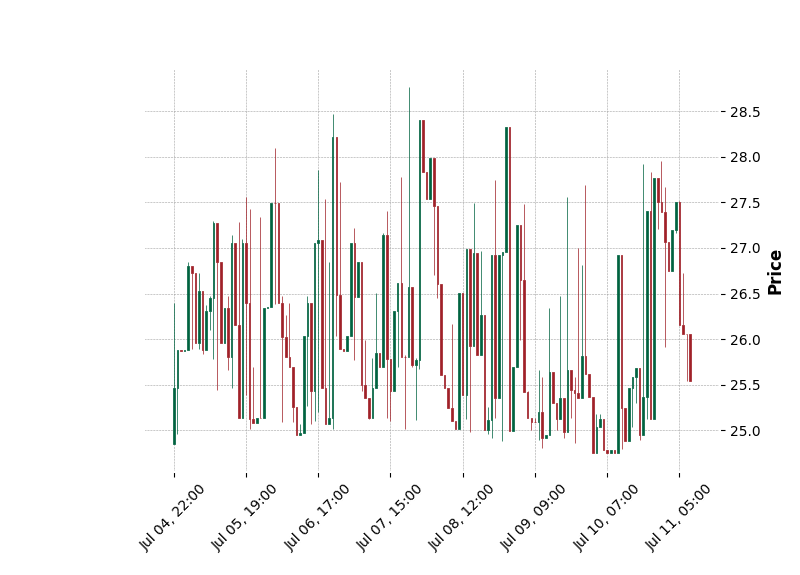 28.5
28.0
27.5
27.0
26.5
26.0
25.5
25.0
Price
Jul 04, 22:00
Jul 05, 19:00
Jul 06, 17:00
Jul 07, 15:00
Jul 08, 12:00
Jul 09, 09:00
Jul 10, 07:00
Jul 11, 05:00